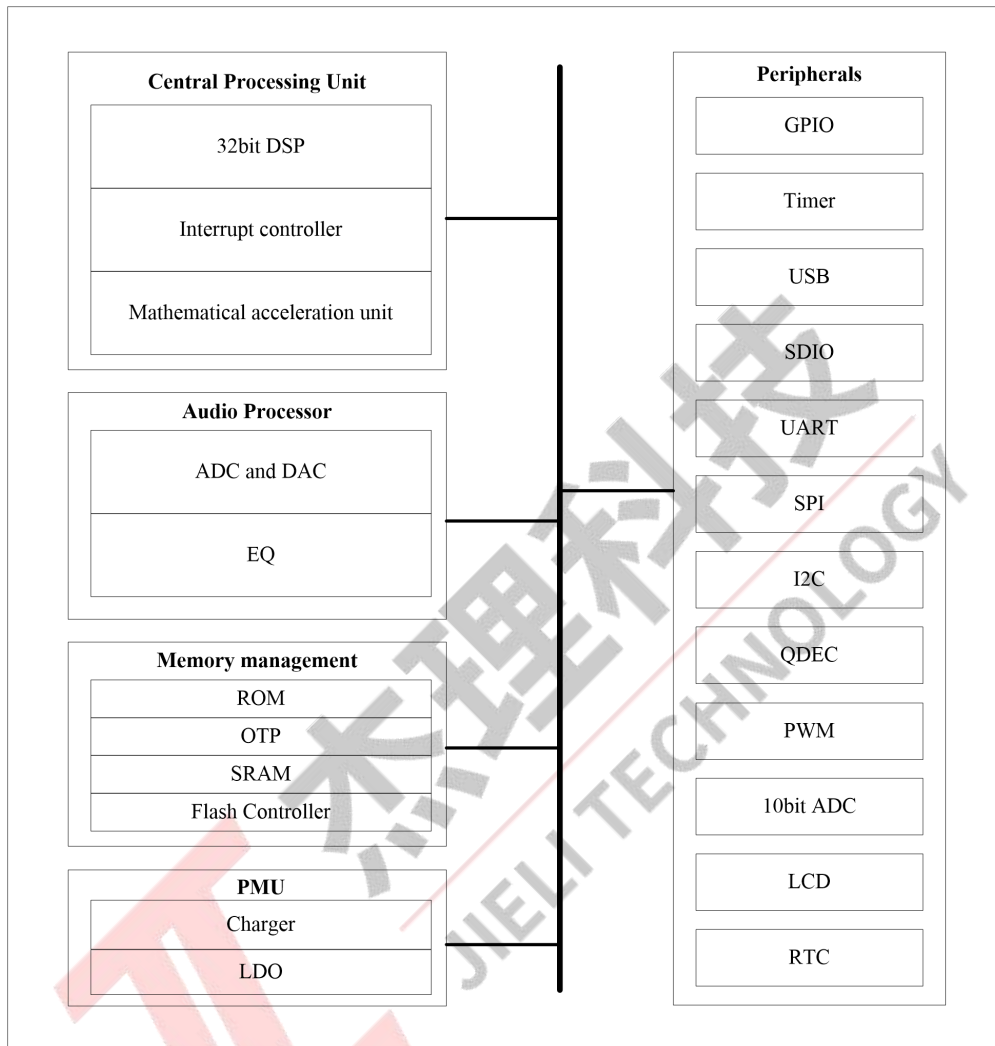 Central Processing Unit
32bit DSP
Interrupt controller
Mathematical acceleration unit
Audio Processor
ADC and DAC
EQ
Memory management
ROM
OTP
SRAM
Flash Controller
PMU
Charger
LDO
Peripherals
GPIO
Timer
USB
SDIO
UART
SPI
I2C
QDEC
PWM
10bit ADC
LCD
RTC
杰理科技
JIELI TECHNOLOGY